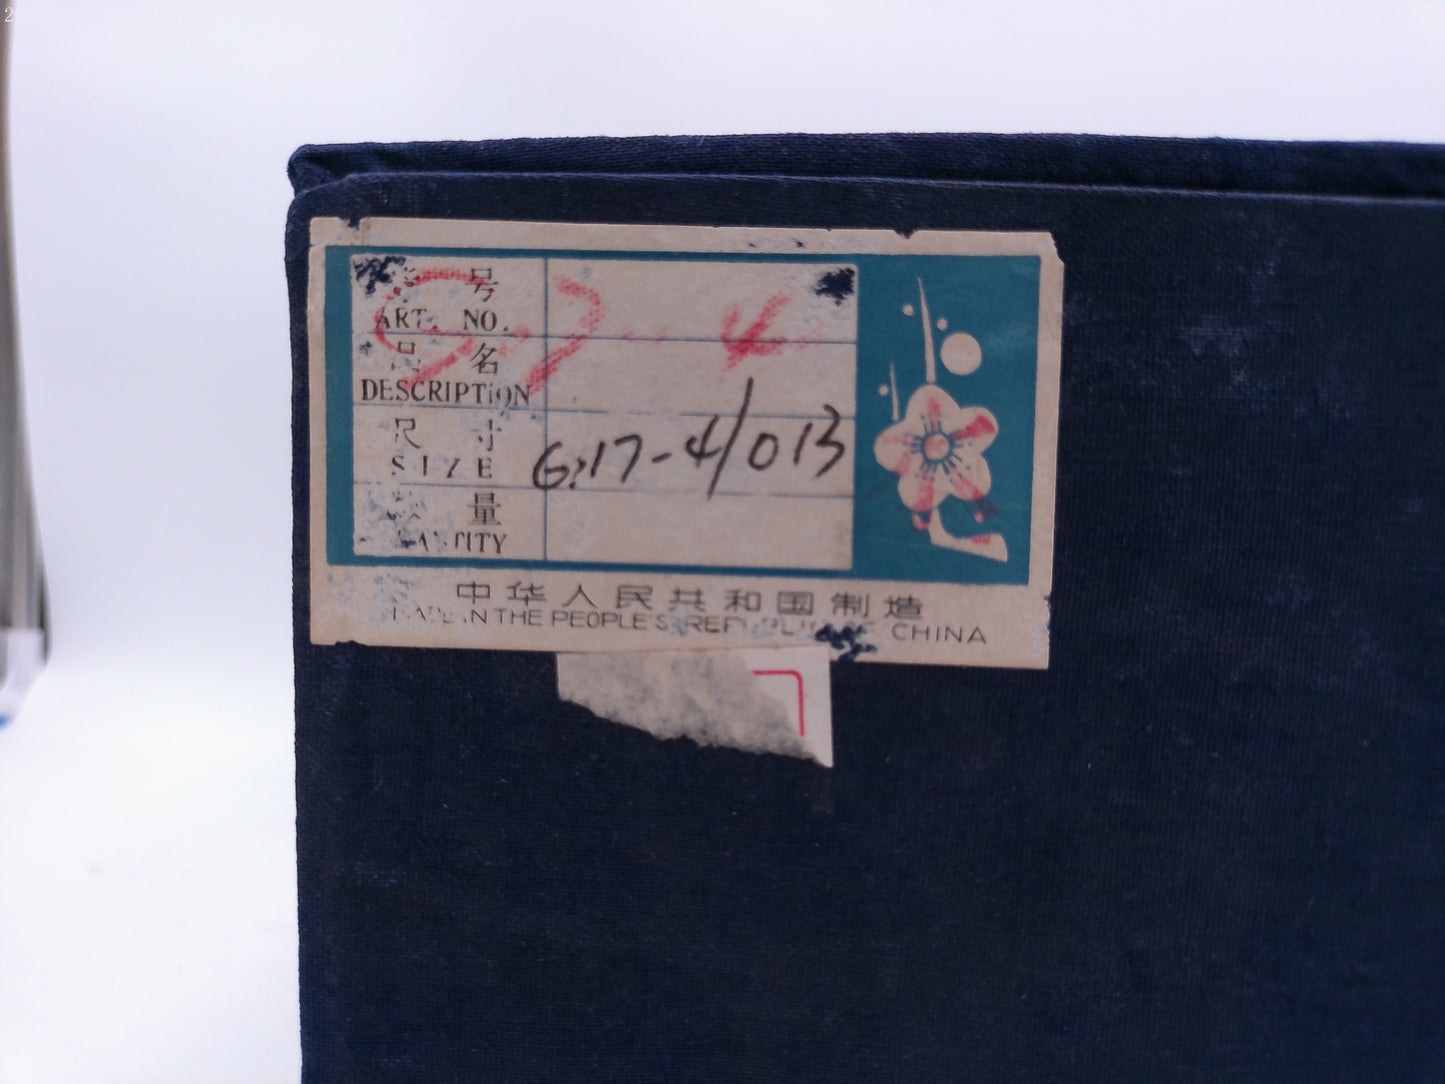 号
ART. NO.
品 名
DESCRIPTION
尺 寸
SIZE
6:17-4/013
量
中华人民共和国制造
IN THE PEOPLE'S CHINA